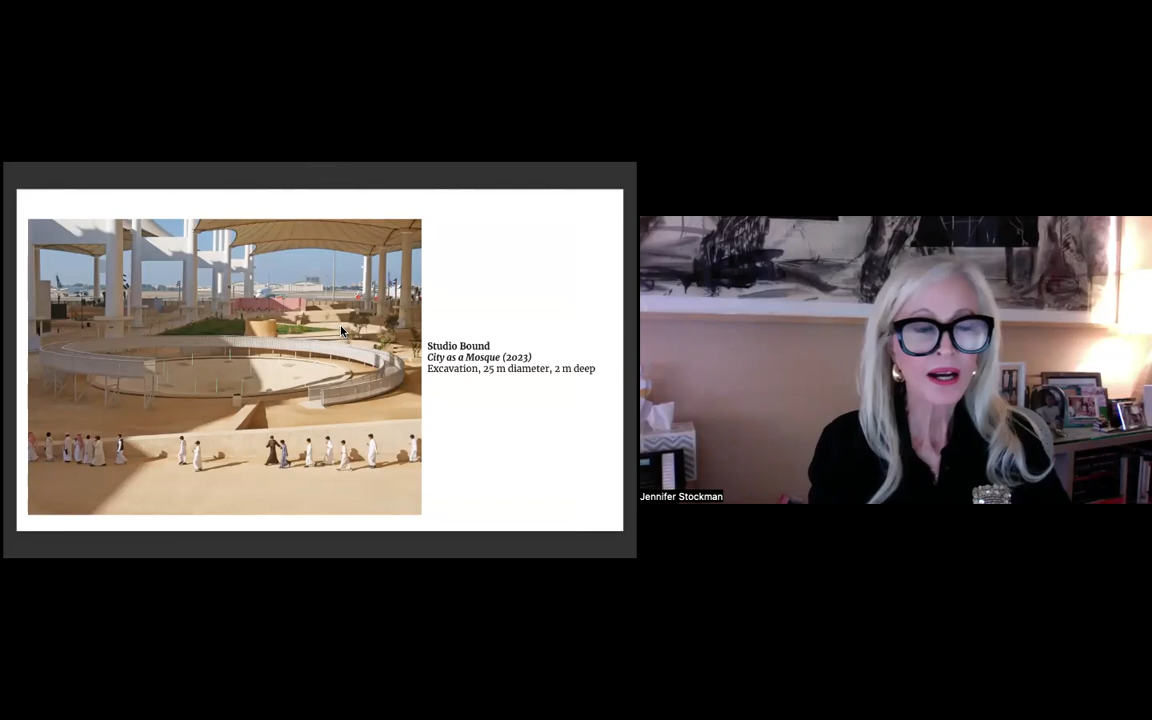 Studio Bound
City as a Mosque (2023)
Excavation, 25 m diameter, 2 m deep
Jennifer Stockman